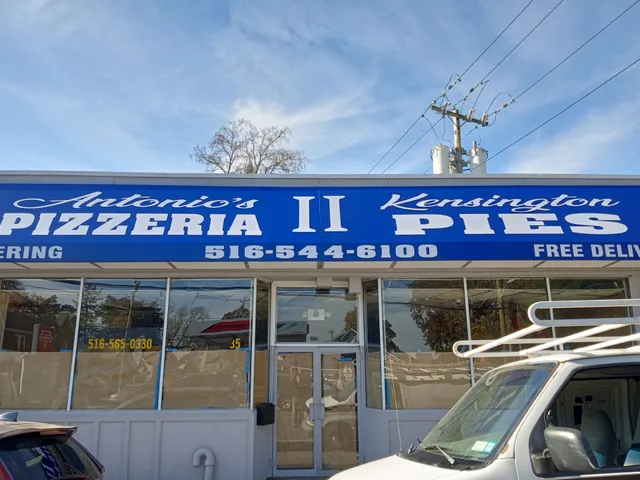 Antonio's II Kensington
PIZZERIA PIES
ERING 516-544-6100 FREE DELIV
516-565-0330 35